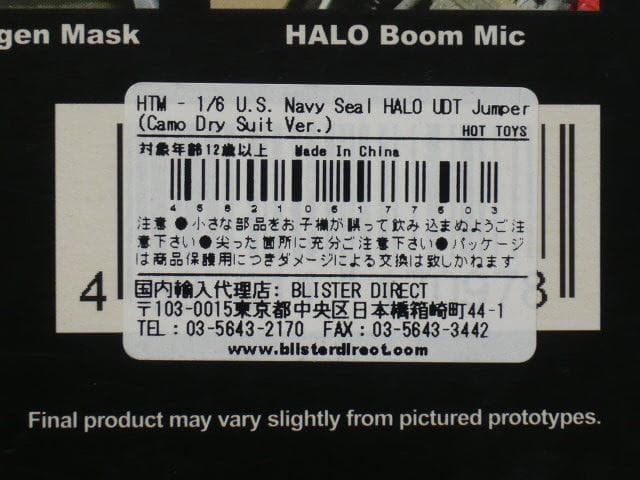 gen Mask
HALO Boom Mic
HTM - 1/6 U.S. Navy Seal HALO UDT Jumper
(Camo Dry Suit Ver.)
HOT TOYS
対象年齢12歳以上 Made In China
4582106177603
注意●小さな部品をお子様が誤って飲み込まぬようご注
意下さい●尖った箇所に充分ご注意下さい●パッケージ
は商品保護用につきダメージによる交換は致しかねます
国内輸入代理店: BLISTER DIRECT
〒103-0015東京都中央区日本橋箱崎町44-1
TEL：03-5643-2170 FAX：03-5643-3442
www.blisterdirect.com
4
8
Final product may vary slightly from pictured prototypes.